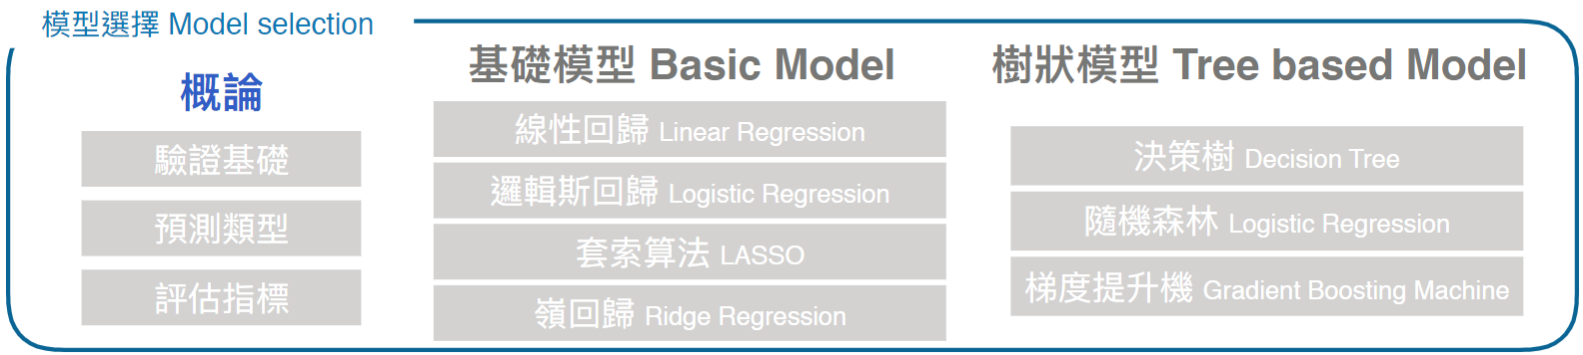 模型選擇 Model selection
概論
驗證基礎
預測類型
評估指標
基礎模型 Basic Model
線性回歸 Linear Regression
邏輯斯回歸 Logistic Regression
套索算法 LASSO
嶺回歸 Ridge Regression
樹狀模型 Tree based Model
決策樹 Decision Tree
隨機森林 Logistic Regression
梯度提升機 Gradient Boosting Machine